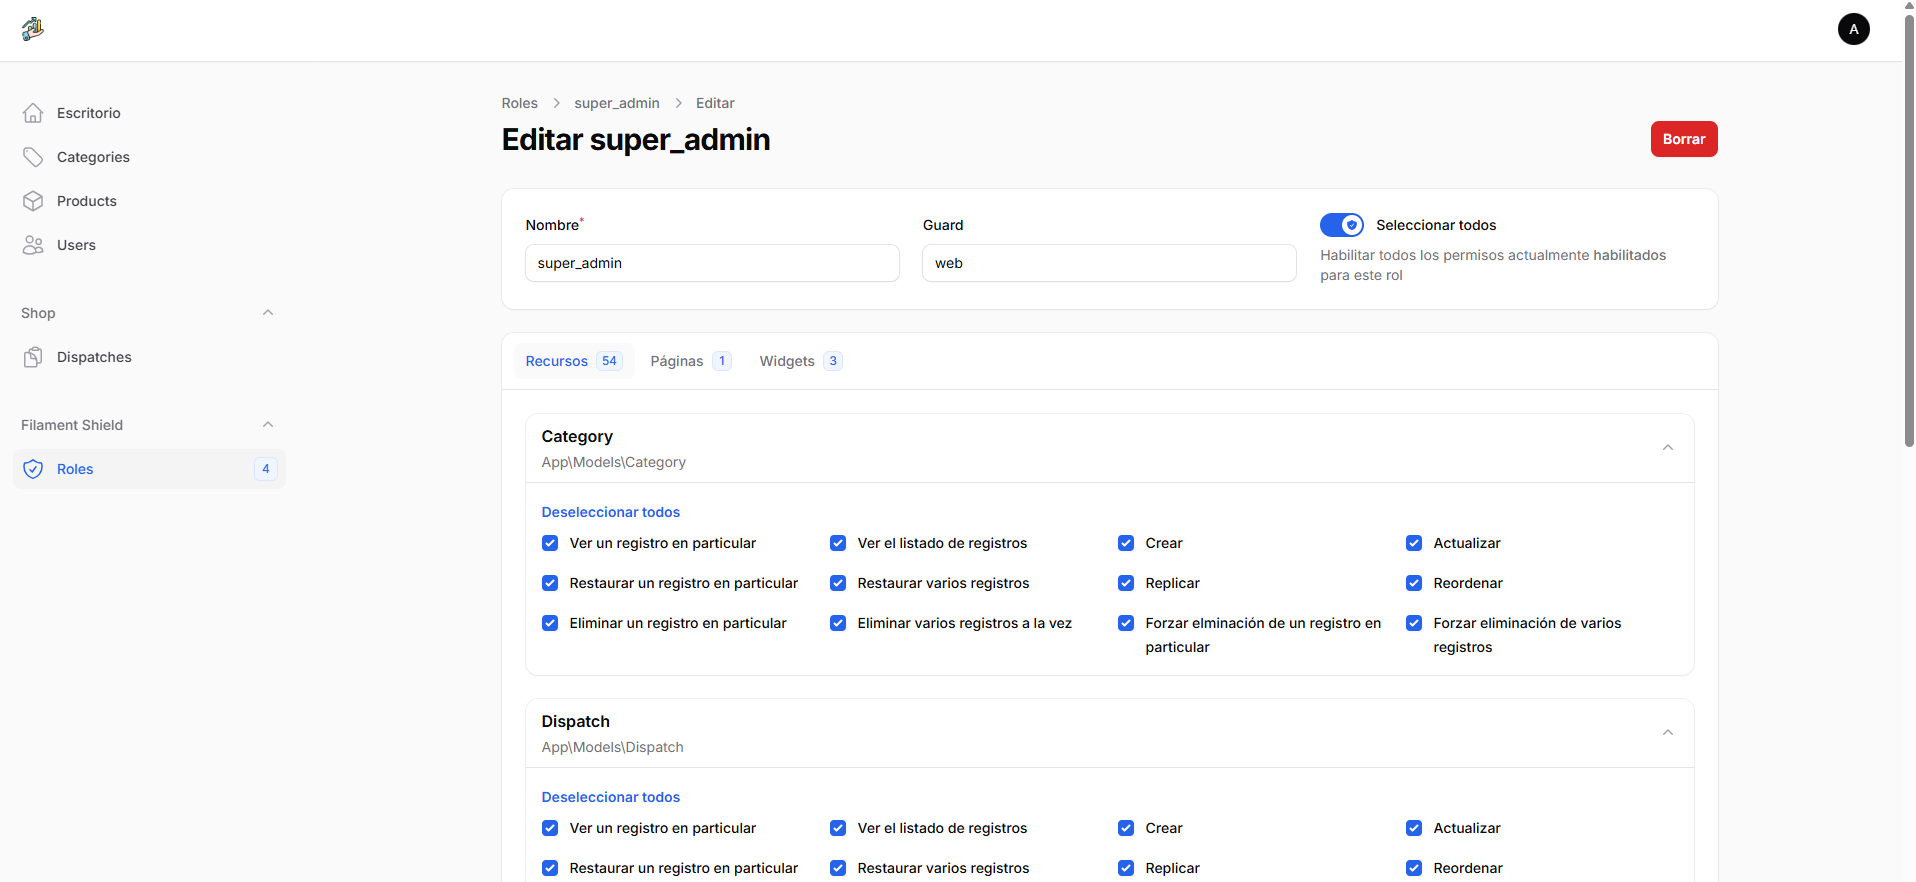 A
Escritorio
Categories
Products
Users
Shop
Dispatches
Filament Shield
Roles 4
Roles > super_admin > Editar
Editar super_admin
Borrar
Nombre*
super_admin
Guard
web
Seleccionar todos
Habilitar todos los permisos actualmente habilitados
para este rol
Recursos 54 Páginas 1 Widgets 3
Category
App\Models\Category
Deseleccionar todos
Ver un registro en particular Ver el listado de registros Crear Actualizar
Restaurar un registro en particular Restaurar varios registros Replicar Reordenar
Eliminar un registro en particular Eliminar varios registros a la vez Forzar elminación de un registro en Forzar eliminación de varios
particular registros
Dispatch
App\Models\Dispatch
Deseleccionar todos
Ver un registro en particular Ver el listado de registros Crear Actualizar
Restaurar un registro en particular Restaurar varios registros Replicar Reordenar